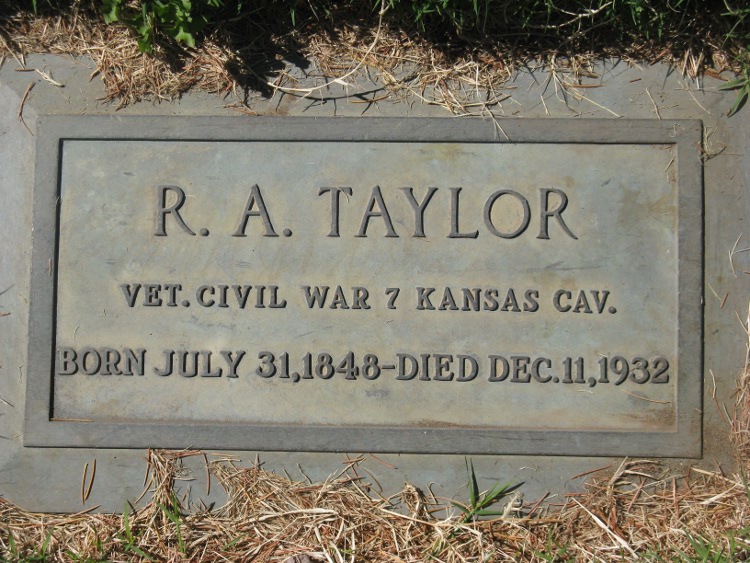 R. A. TAYLOR
VET. CIVIL WAR 7 KANSAS CAV.
BORN JULY 31, 1848-DIED DEC. 11, 1932